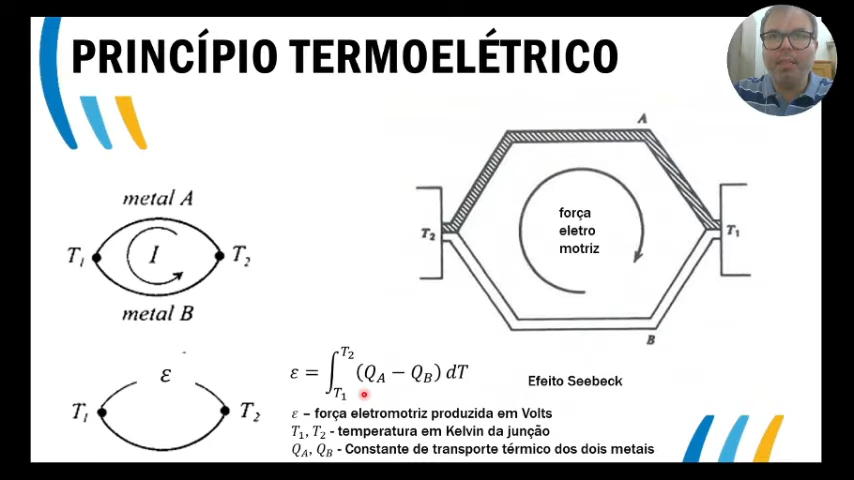 PRINCÍPIO TERMOELÉTRICO
metal A
T₁
I
T₂
metal B
A
T₂
força
eletro
motriz
T₁
B
Efeito Seebeck
ε
T₁
T₂
ε = ∫_{T₁}^{T₂} (Q_A − Q_B) dT
ε – força eletromotriz produzida em Volts
T₁, T₂ - temperatura em Kelvin da junção
Q_A, Q_B - Constante de transporte térmico dos dois metais